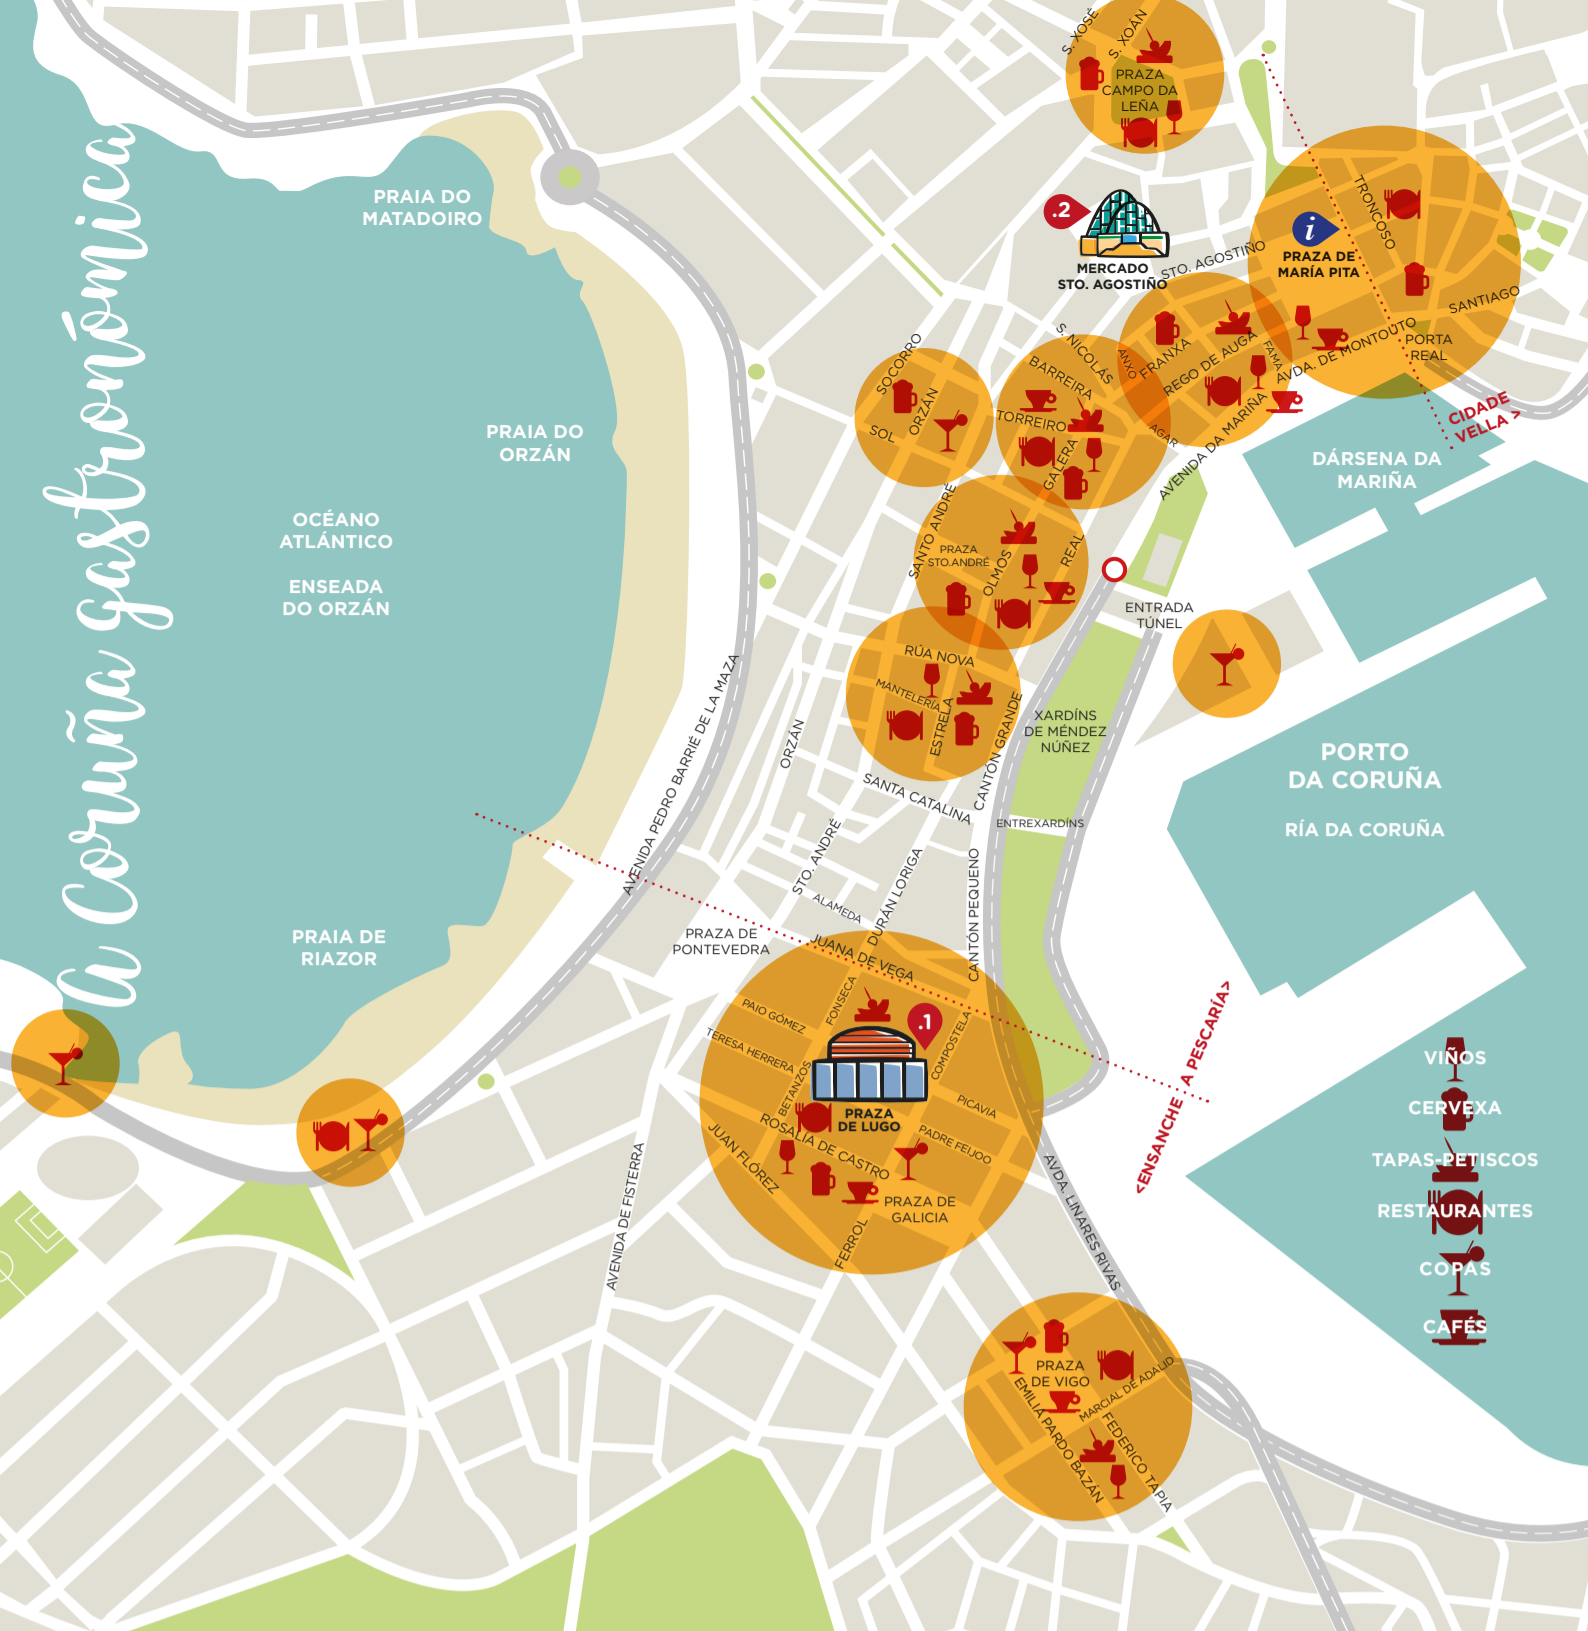 A Coruña gastronómica
S. XOSÉ
S. XOÁN
PRAZA
CAMPO DA
LEÑA
PRAIA DO
MATADOIRO
.2
MERCADO
STO. AGOSTIÑO
STO. AGOSTIÑO
i
PRAZA DE
MARÍA PITA
TRONCOSO
SANTIAGO
AVDA. DE MONTOUTO
PORTA
REAL
CIDADE
VELLA >
S. NICOLÁS
ANXO
FRANXA
REGO DE AUGA
FAMA
AVENIDA DA MARIÑA
AGAR
BARREIRA
TORREIRO
GALERA
SOCORRO
ORZÁN
SOL
PRAIA DO
ORZÁN
DÁRSENA DA
MARIÑA
OCÉANO
ATLÁNTICO
ENSEADA
DO ORZÁN
SANTO ANDRÉ
PRAZA
STO.ANDRÉ
OLMOS
REAL
ENTRADA
TÚNEL
RÚA NOVA
MANTELERÍA
ESTRELA
CANTÓN GRANDE
XARDÍNS
DE MÉNDEZ
NÚÑEZ
AVENIDA PEDRO BARRIÉ DE LA MAZA
ORZÁN
SANTA CATALINA
ENTREXARDÍNS
PORTO
DA CORUÑA
RÍA DA CORUÑA
STO. ANDRÉ
DURÁN LORIGA
CANTÓN PEQUENO
ALAMEDA
PRAIA DE
RIAZOR
PRAZA DE
PONTEVEDRA
JUANA DE VEGA
PAIO GÓMEZ
FONSECA
TERESA HERRERA
.1
COMPOSTELA
BETANZOS
PRAZA
DE LUGO
PICAVIA
PADRE FEIJOO
ROSALÍA DE CASTRO
JUAN FLÓREZ
PRAZA DE
GALICIA
FERROL
AVENIDA DE FISTERRA
AVDA. LINARES RIVAS
<ENSANCHE A PESCARÍA>
VIÑOS
CERVEXA
TAPAS-PETISCOS
RESTAURANTES
COPAS
CAFÉS
PRAZA
DE VIGO
MARCIAL DE ADALID
EMILIA PARDO BAZÁN
FEDERICO TAPIA